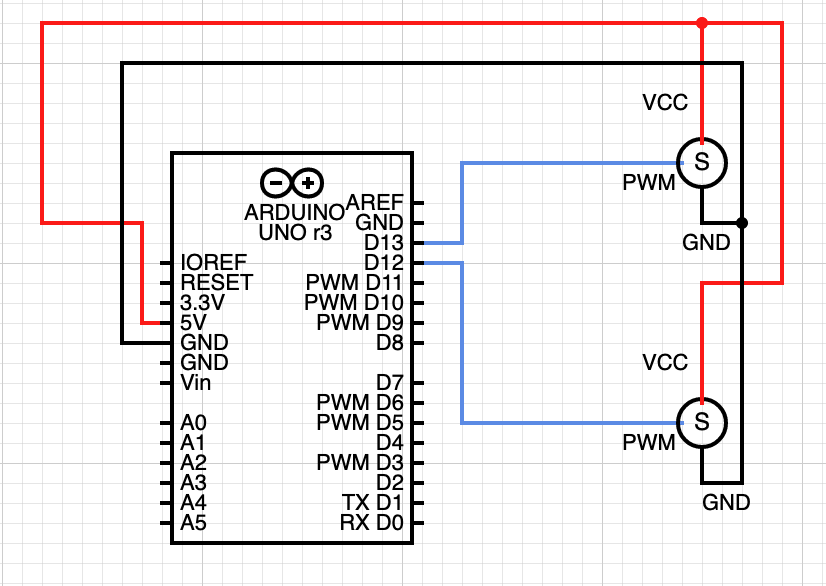 VCC
S
PWM
GND
ARDUINO
UNO r3
AREF
GND
D13
D12
PWM D11
PWM D10
PWM D9
D8
D7
PWM D6
PWM D5
D4
PWM D3
D2
TX D1
RX D0
IOREF
RESET
3.3V
5V
GND
GND
Vin
A0
A1
A2
A3
A4
A5
VCC
S
PWM
GND